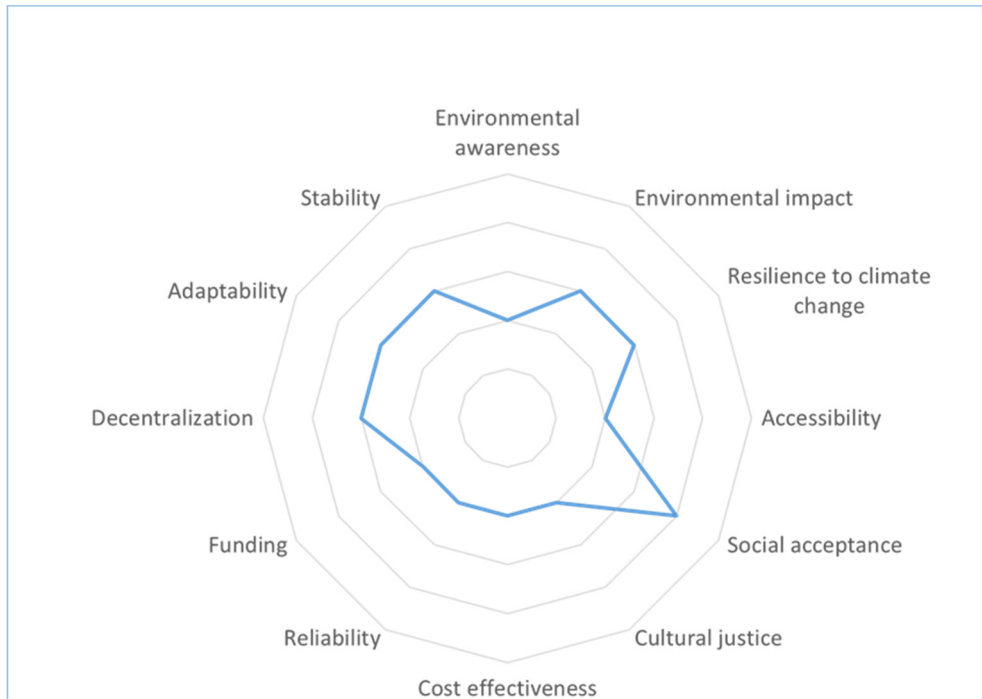 Environmental
awareness
Stability
Environmental impact
Adaptability
Resilience to climate
change
Decentralization
Accessibility
Funding
Social acceptance
Reliability
Cultural justice
Cost effectiveness